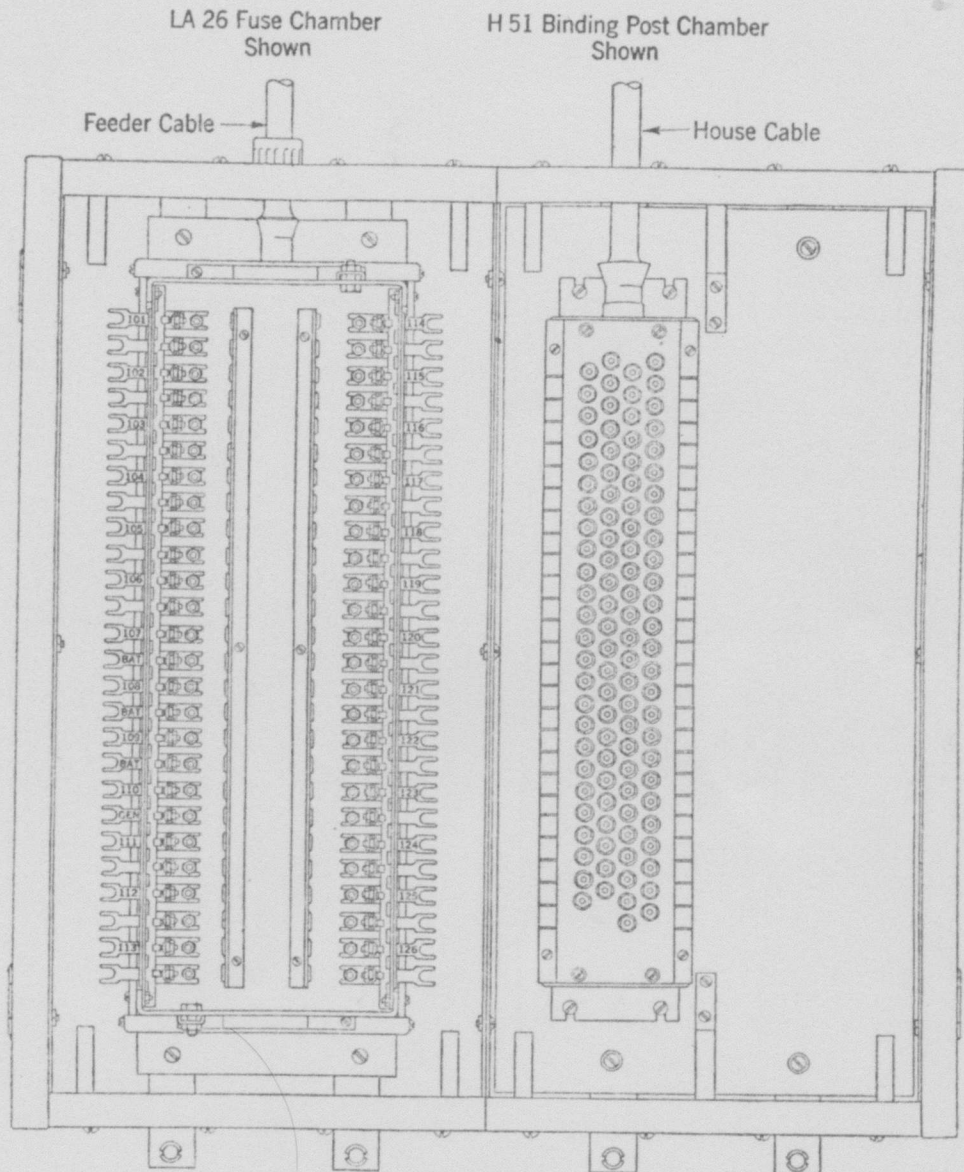 LA 26 Fuse Chamber
Shown
H 51 Binding Post Chamber
Shown
Feeder Cable
House Cable
101
114
102
115
103
116
104
117
105
118
106
119
107
120
BAT
108
121
BAT
109
122
BAT
110
123
GEN
111
124
112
125
113
126